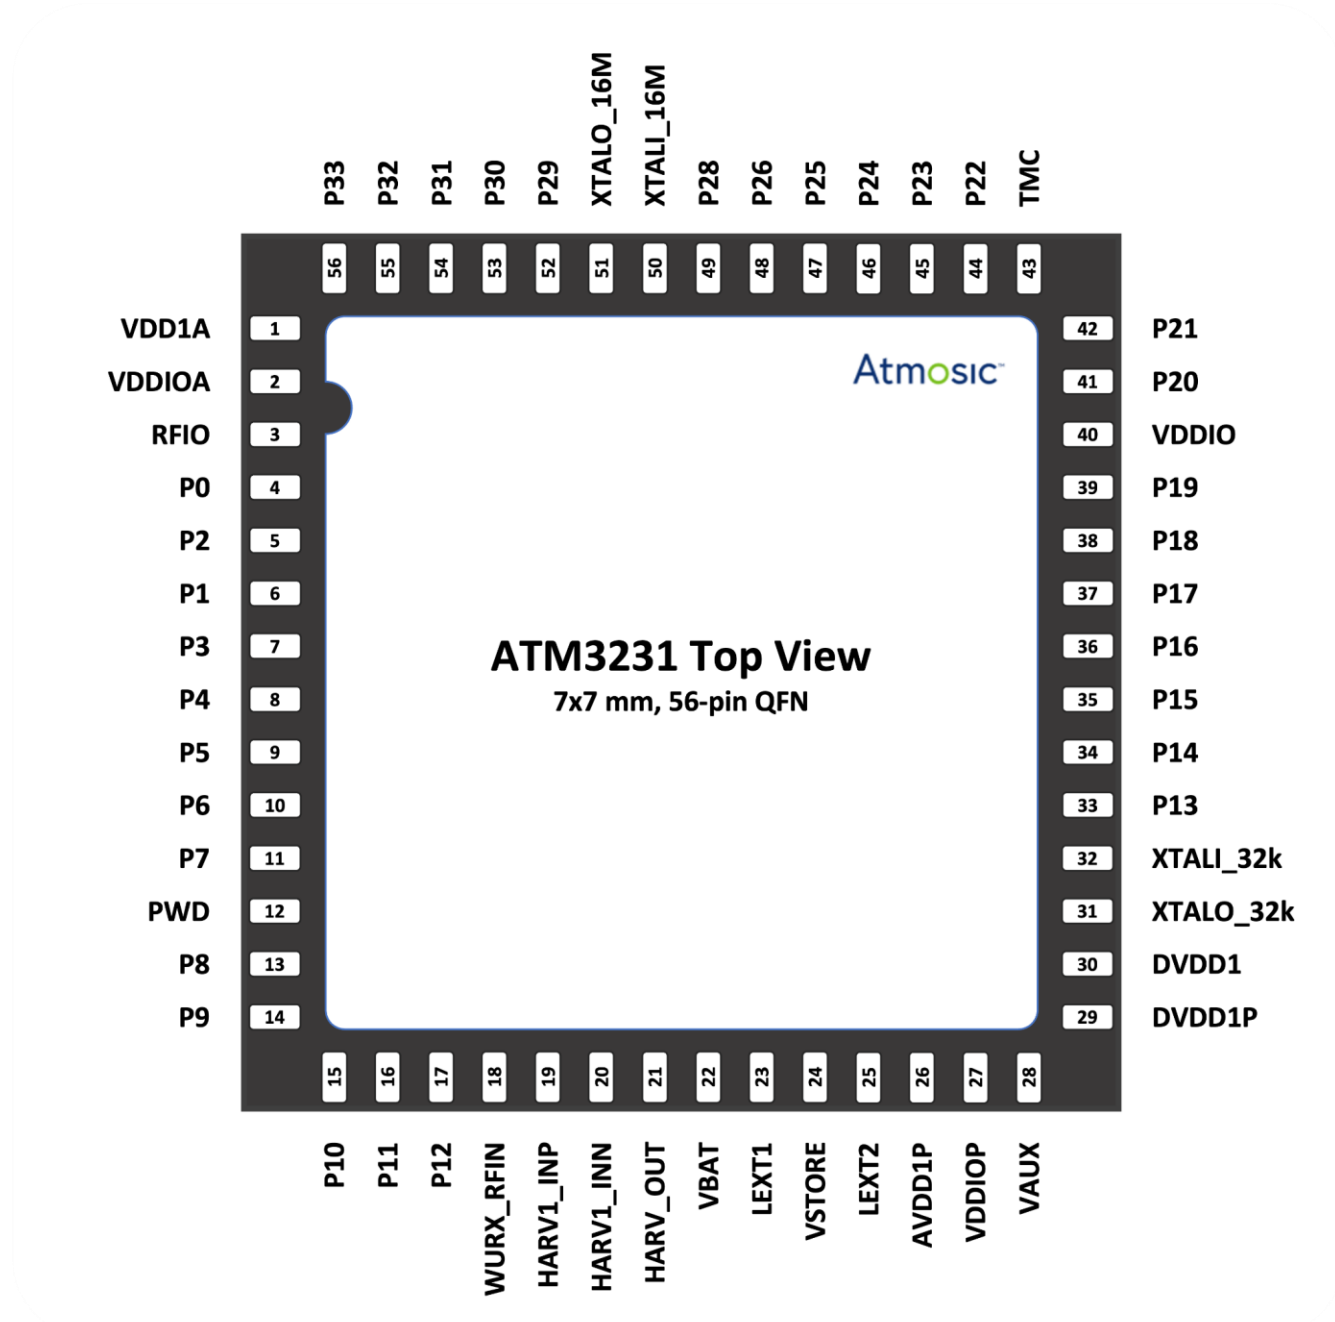 XTALO_16M
XTALI_16M
P33
P32
P31
P30
P29
P28
P26
P25
P24
P23
P22
TMC
56
55
54
53
52
51
50
49
48
47
46
45
44
43
VDD1A 1
VDDIOA 2
RFIO 3
P0 4
P2 5
P1 6
P3 7
P4 8
P5 9
P6 10
P7 11
PWD 12
P8 13
P9 14
Atmosic™
ATM3231 Top View
7x7 mm, 56-pin QFN
42 P21
41 P20
40 VDDIO
39 P19
38 P18
37 P17
36 P16
35 P15
34 P14
33 P13
32 XTALI_32k
31 XTALO_32k
30 DVDD1
29 DVDD1P
15
16
17
18
19
20
21
22
23
24
25
26
27
28
P10
P11
P12
WURX_RFIN
HARV1_INP
HARV1_INN
HARV_OUT
VBAT
LEXT1
VSTORE
LEXT2
AVDD1P
VDDIOP
VAUX